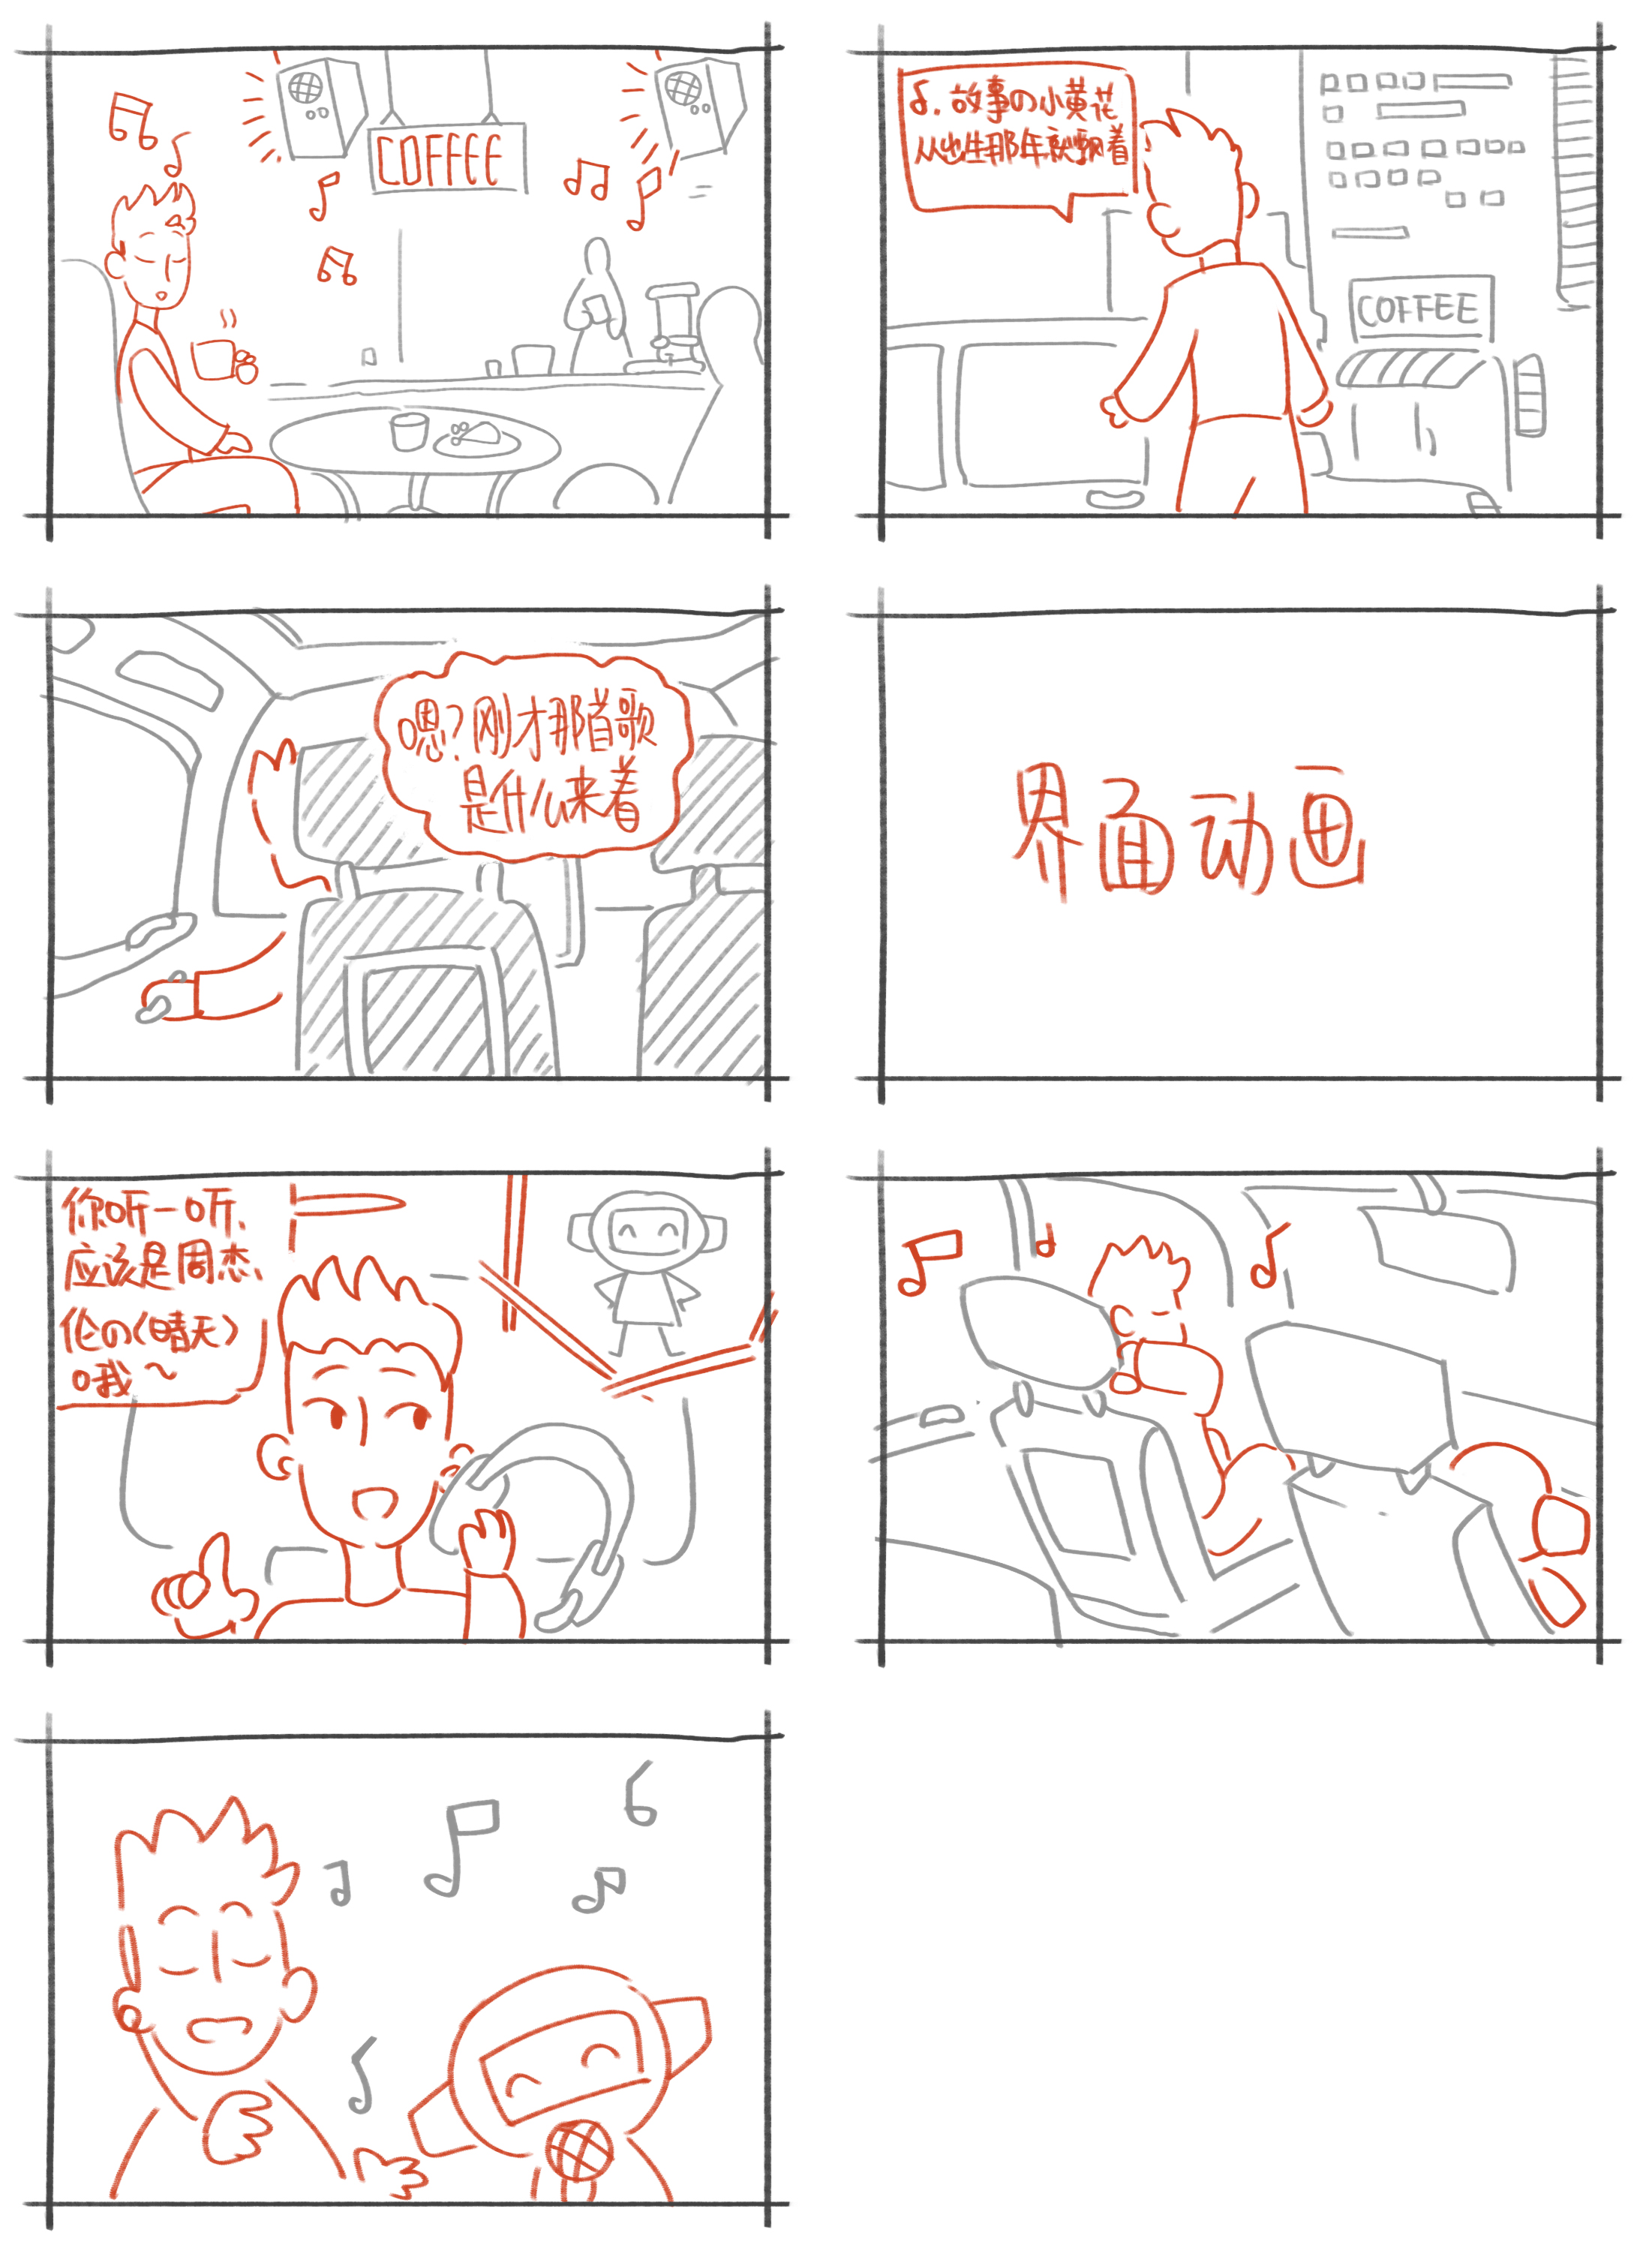 COFFEE
♪.故事の小黄花
从出生那年就飘着
COFFEE
嗯?刚才那首歌
是什么来着
界面动画
你听一听、
应该是周杰、
伦の〈晴天〉
哦~